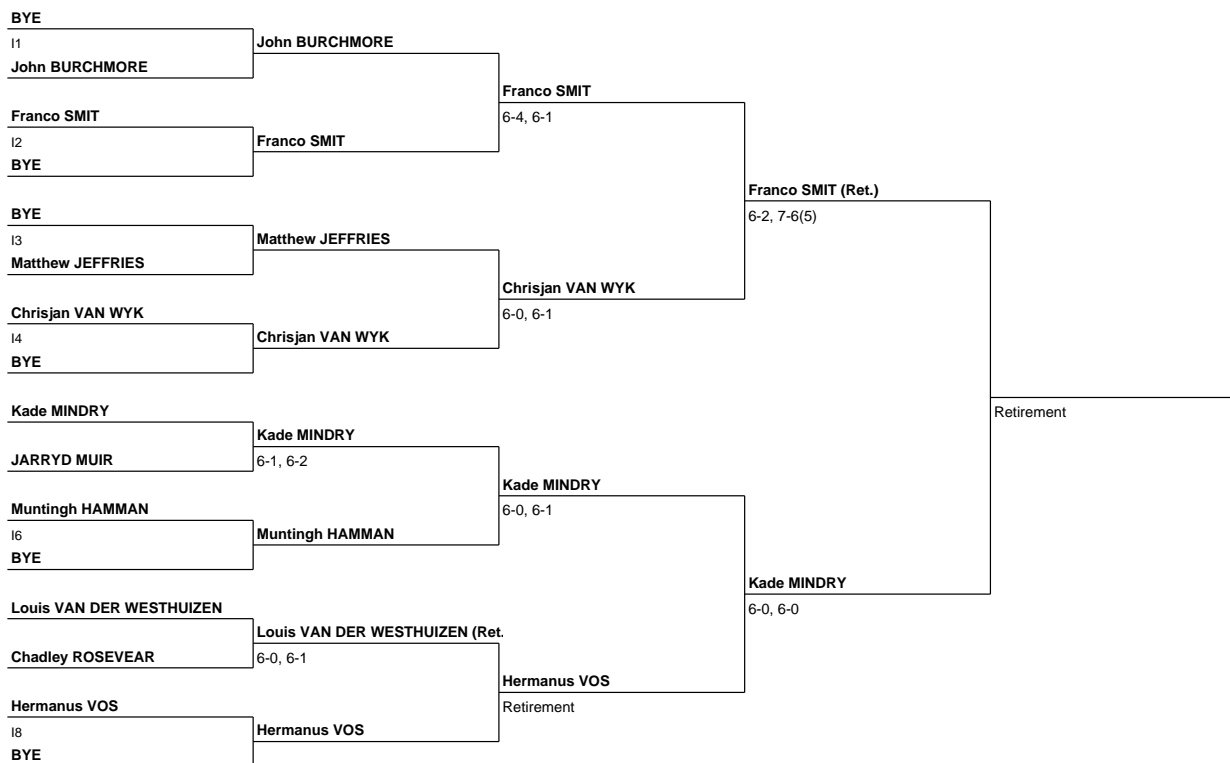 BYE
I1
John BURCHMORE
John BURCHMORE
Franco SMIT
6-4, 6-1
Franco SMIT
I2
Franco SMIT
BYE
Franco SMIT (Ret.)
6-2, 7-6(5)
BYE
I3
Matthew JEFFRIES
Matthew JEFFRIES
Chrisjan VAN WYK
6-0, 6-1
Chrisjan VAN WYK
I4
Chrisjan VAN WYK
BYE
Retirement
Kade MINDRY
Kade MINDRY
JARRYD MUIR
6-1, 6-2
Kade MINDRY
6-0, 6-1
Muntingh HAMMAN
I6
Muntingh HAMMAN
BYE
Kade MINDRY
6-0, 6-0
Louis VAN DER WESTHUIZEN
Louis VAN DER WESTHUIZEN (Ret.
Chadley ROSEVEAR
6-0, 6-1
Hermanus VOS
Retirement
Hermanus VOS
I8
Hermanus VOS
BYE